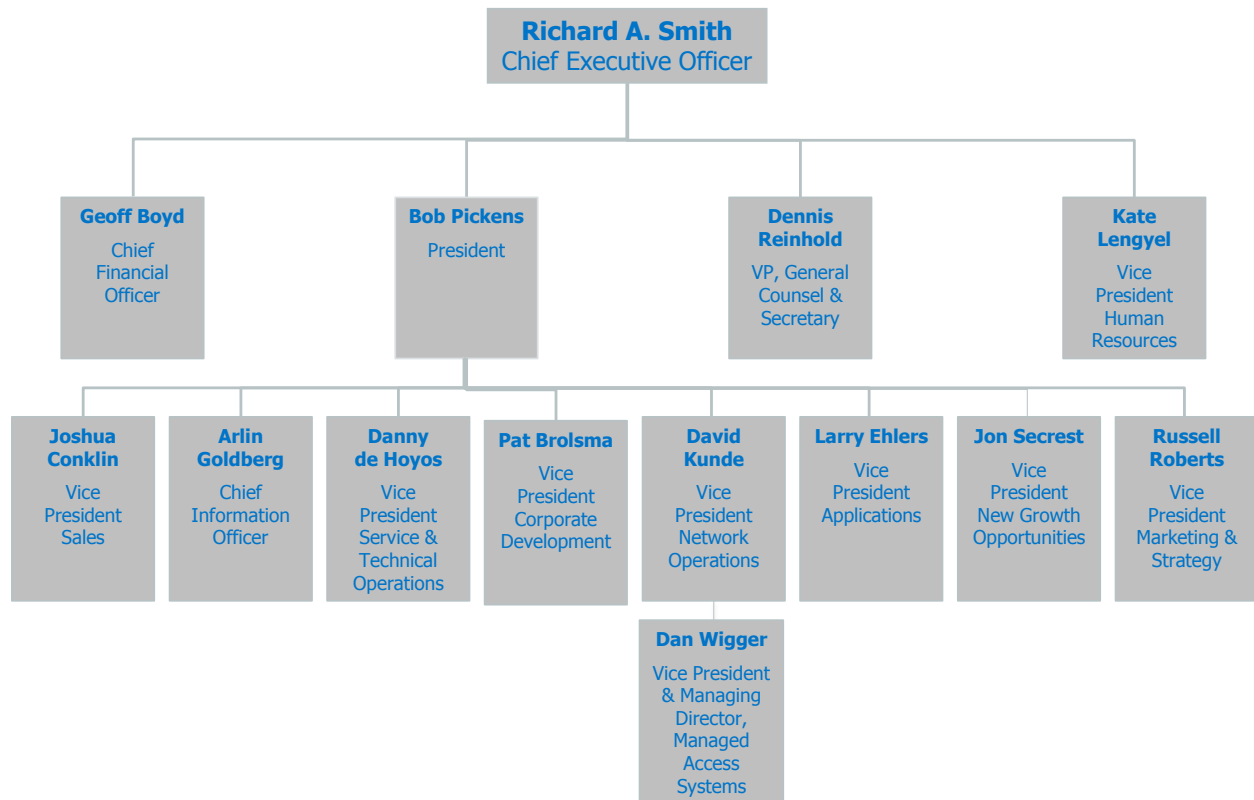 Richard A. Smith
Chief Executive Officer
Geoff Boyd
Chief
Financial
Officer
Bob Pickens
President
Dennis
Reinhold
VP, General
Counsel &
Secretary
Kate
Lengyel
Vice
President
Human
Resources
Joshua
Conklin
Vice
President
Sales
Arlin
Goldberg
Chief
Information
Officer
Danny
de Hoyos
Vice
President
Service &
Technical
Operations
Pat Brolsma
Vice
President
Corporate
Development
David
Kunde
Vice
President
Network
Operations
Larry Ehlers
Vice
President
Applications
Jon Secrest
Vice
President
New Growth
Opportunities
Russell
Roberts
Vice
President
Marketing &
Strategy
Dan Wigger
Vice President
& Managing
Director,
Managed
Access
Systems